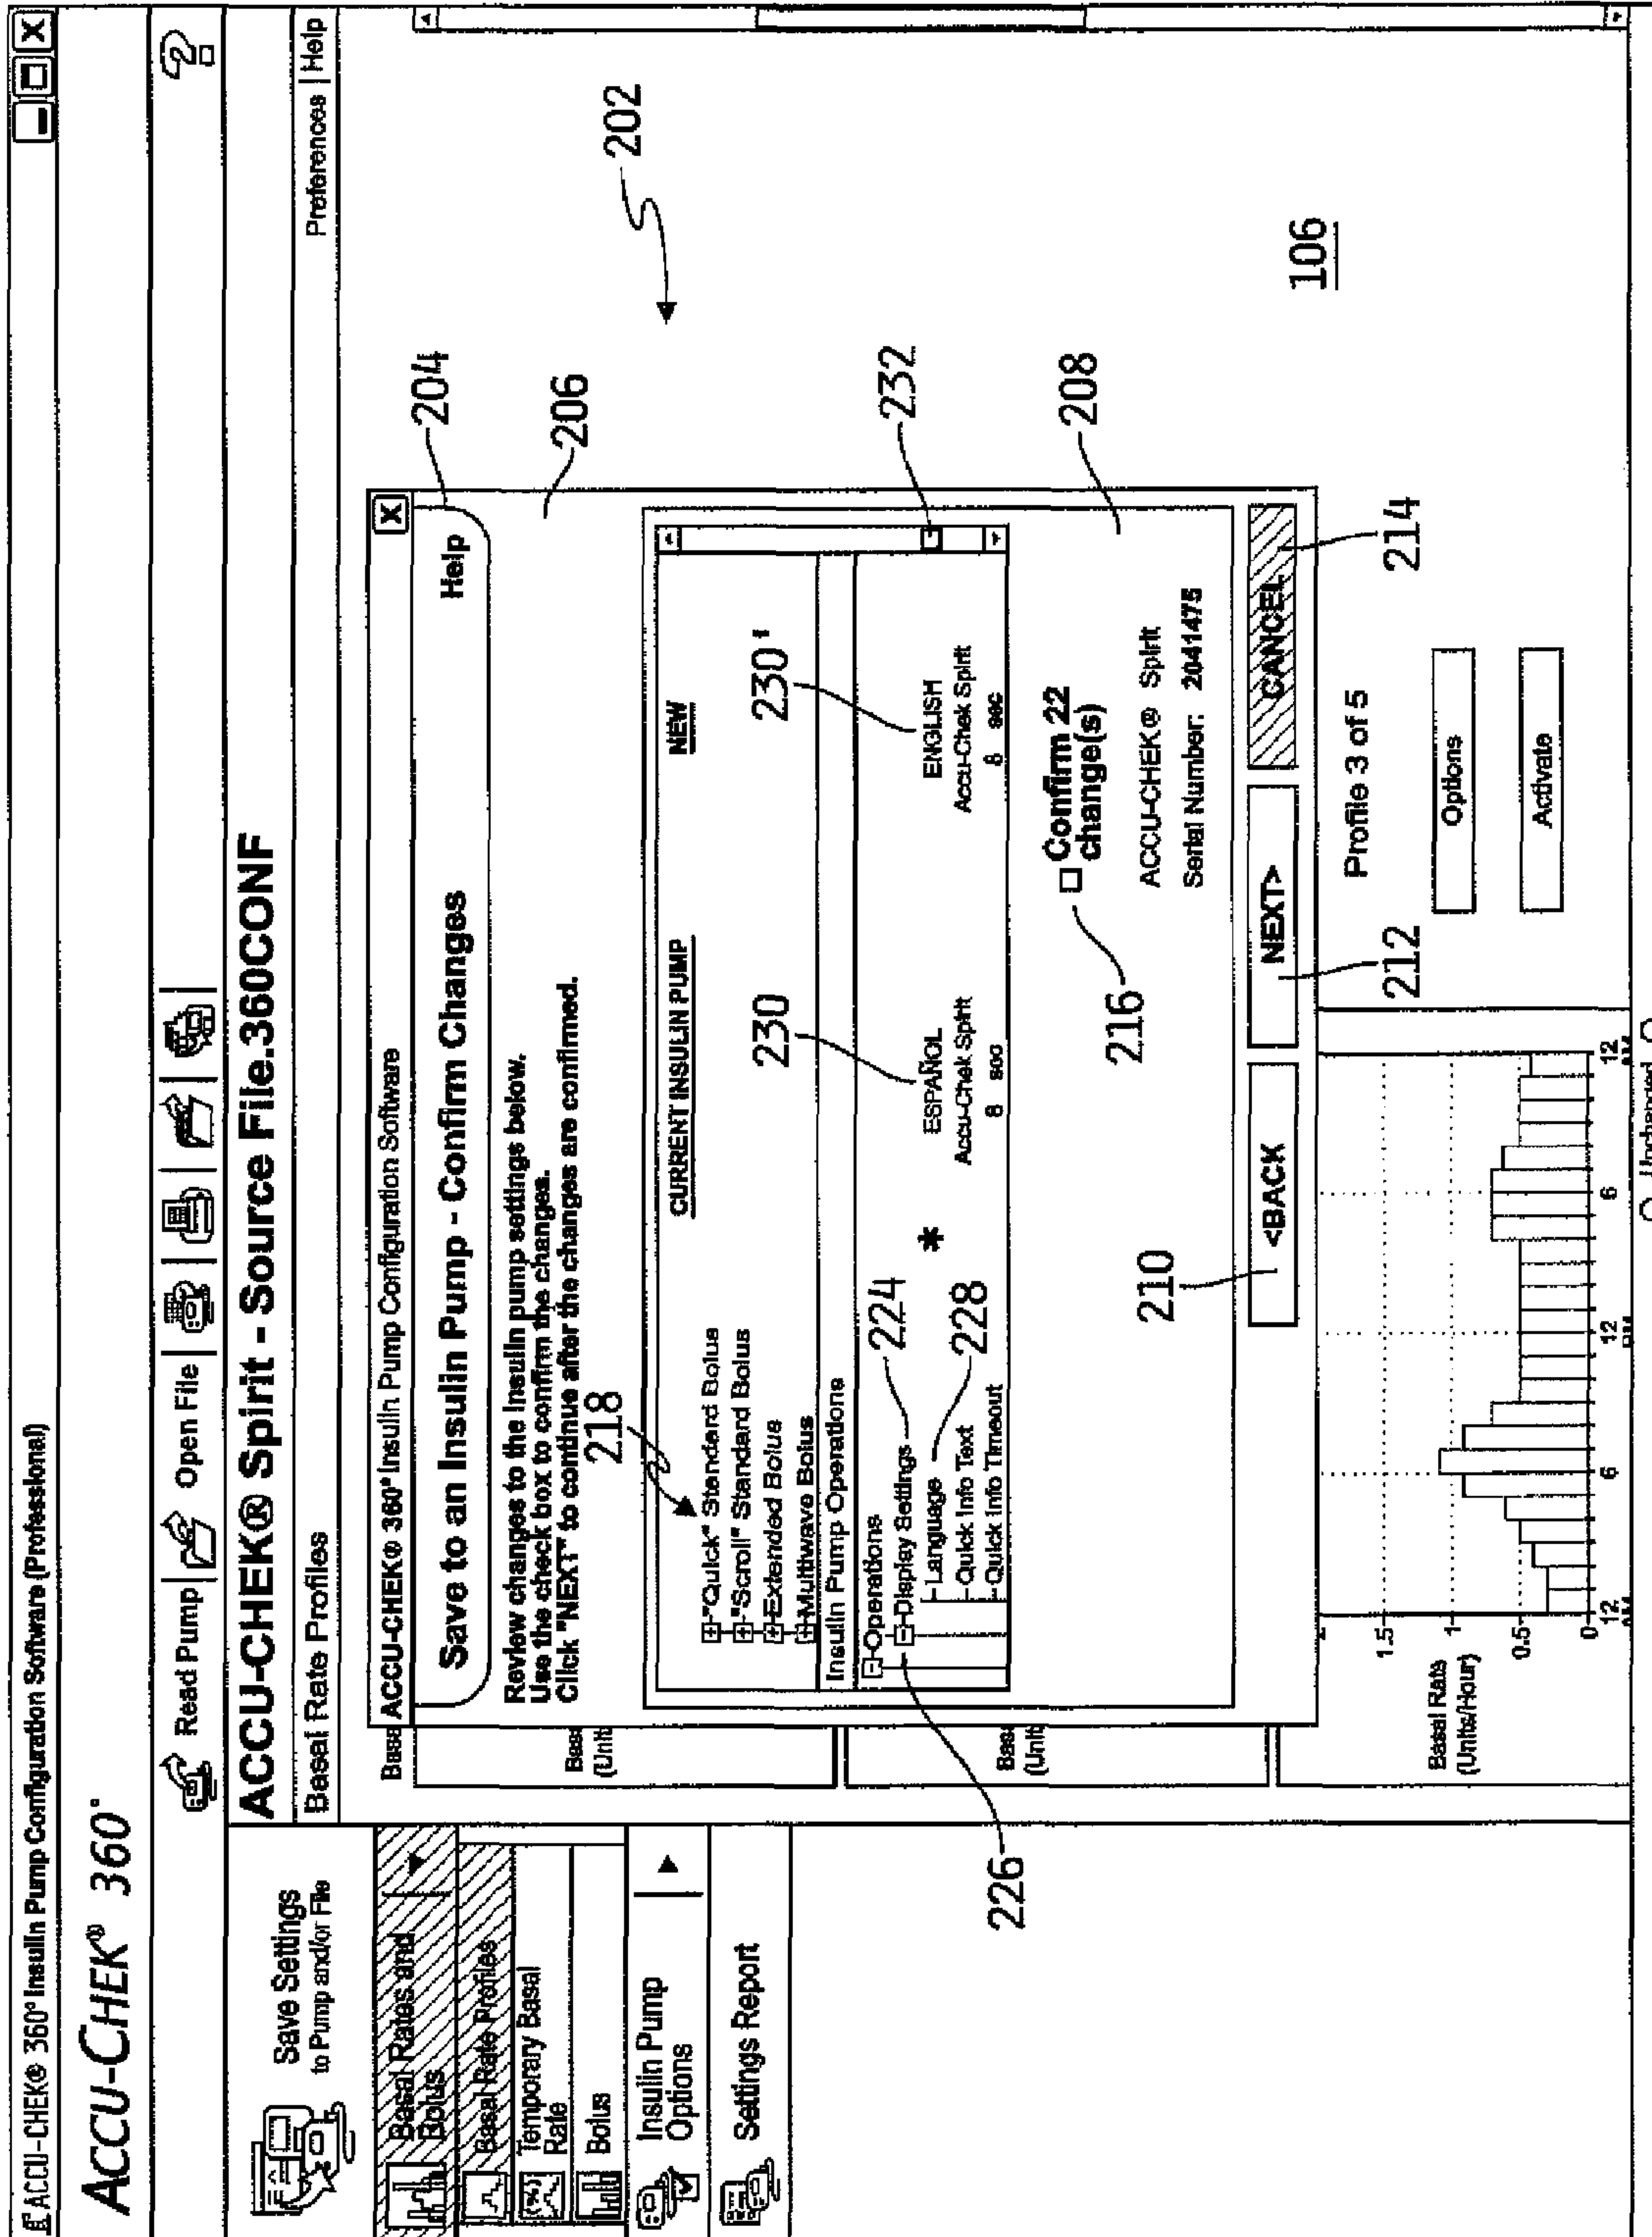 ACCU-CHEK® 360° Insulin Pump Configuration Software (Professional)
ACCU-CHEK® 360°
Read Pump
Open File
?
Save Settings
to Pump and/or File
Basal Rates and
Bolus
Basal Rate Profiles
Temporary Basal
Rate
Bolus
Insulin Pump
Options
Settings Report
ACCU-CHEK® Spirit - Source File.360CONF
Basal Rate Profiles
Preferences | Help
ACCU-CHEK® 360° Insulin Pump Configuration Software
X
Save to an Insulin Pump - Confirm Changes
Help
204
202
206
Review changes to the insulin pump settings below.
Use the check box to confirm the changes.
Click "NEXT" to continue after the changes are confirmed.
218
CURRENT INSULIN PUMP
NEW
"Quick" Standard Bolus
"Scroll" Standard Bolus
Extended Bolus
Multiwave Bolus
230
230'
Insulin Pump Operations
Operations
224
232
Display Settings
Language
*
ESPAÑOL
ENGLISH
228
Quick Info Text
Accu-Chek Spirit
Accu-Chek Spirit
Quick Info Timeout
8 sec
8 sec
226
Confirm 22
change(s)
216
208
ACCU-CHEK® Spirit
Serial Number: 2041475
210
<BACK
NEXT>
CANCEL
212
214
106
Profile 3 of 5
Options
Activate
Basal Rate
(Units/Hour)
1.5
1
0.5
0
12
6
12
6
12
Unchanged